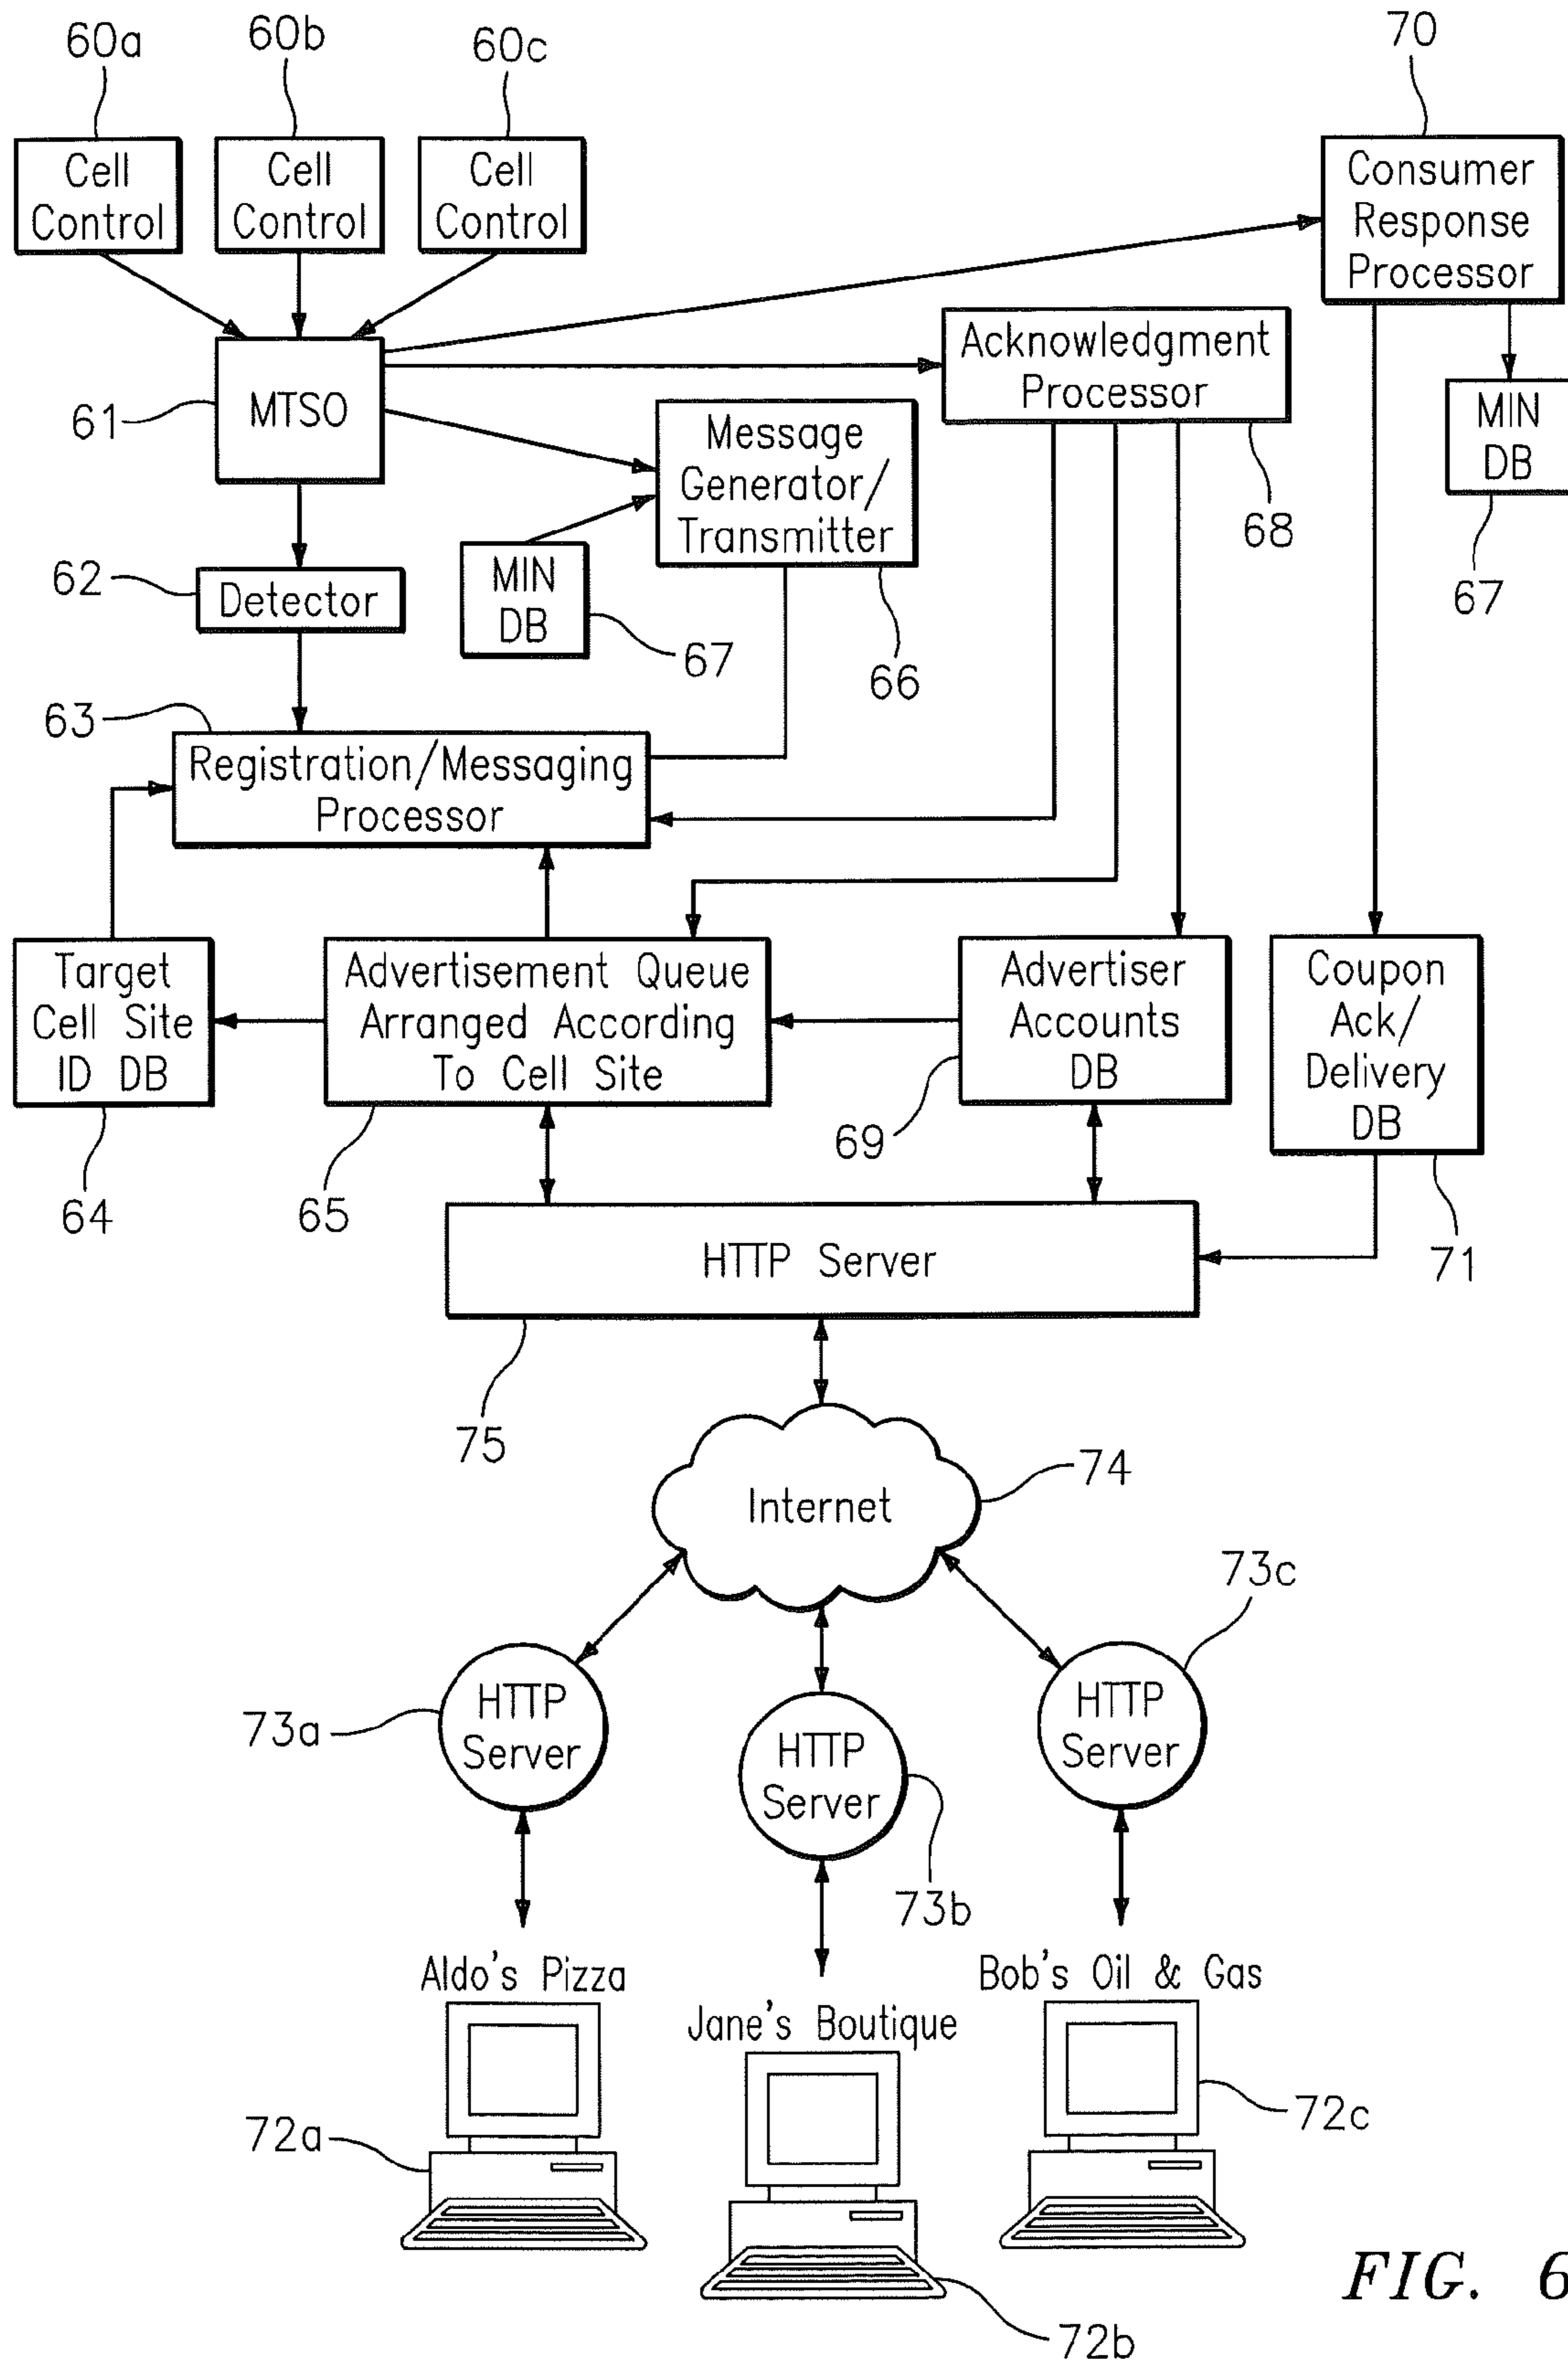 60a
60b
60c
70
Cell
Control
Cell
Control
Cell
Control
Consumer
Response
Processor
Acknowledgment
Processor
68
MTSO
61
Message
Generator/
Transmitter
66
MIN
DB
67
62
Detector
MIN
DB
67
63
Registration/Messaging
Processor
Target
Cell Site
ID DB
64
Advertisement Queue
Arranged According
To Cell Site
65
Advertiser
Accounts
DB
69
Coupon
Ack/
Delivery
DB
71
HTTP Server
75
Internet
74
73c
HTTP
Server
73a
HTTP
Server
73b
HTTP
Server
Aldo's Pizza
Jane's Boutique
Bob's Oil & Gas
72a
72c
72b
FIG. 6